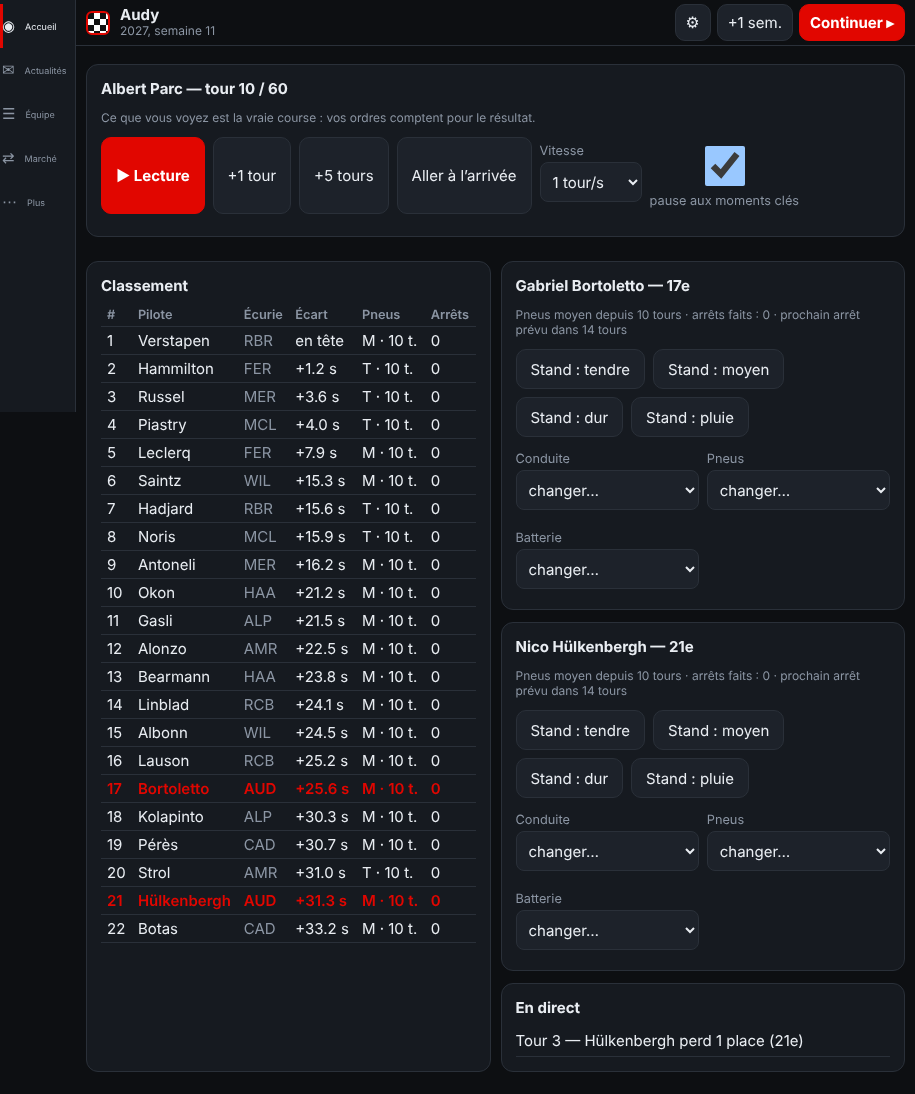 Accueil
Actualités
Équipe
Marché
Plus
Audy
2027, semaine 11
+1 sem.
Continuer ▸
Albert Parc — tour 10 / 60
Ce que vous voyez est la vraie course : vos ordres comptent pour le résultat.
▶ Lecture
+1 tour
+5 tours
Aller à l’arrivée
Vitesse
1 tour/s
pause aux moments clés
Classement
# Pilote Écurie Écart Pneus Arrêts
1 Verstapen RBR en tête M · 10 t. 0
2 Hammilton FER +1.2 s T · 10 t. 0
3 Russel MER +3.6 s T · 10 t. 0
4 Piastry MCL +4.0 s T · 10 t. 0
5 Leclerq FER +7.9 s M · 10 t. 0
6 Saintz WIL +15.3 s M · 10 t. 0
7 Hadjard RBR +15.6 s T · 10 t. 0
8 Noris MCL +15.9 s T · 10 t. 0
9 Antoneli MER +16.2 s M · 10 t. 0
10 Okon HAA +21.2 s M · 10 t. 0
11 Gasli ALP +21.5 s M · 10 t. 0
12 Alonzo AMR +22.5 s M · 10 t. 0
13 Bearmann HAA +23.8 s M · 10 t. 0
14 Linblad RCB +24.1 s M · 10 t. 0
15 Albonn WIL +24.5 s M · 10 t. 0
16 Lauson RCB +25.2 s M · 10 t. 0
17 Bortoletto AUD +25.6 s M · 10 t. 0
18 Kolapinto ALP +30.3 s M · 10 t. 0
19 Pérès CAD +30.7 s M · 10 t. 0
20 Strol AMR +31.0 s T · 10 t. 0
21 Hülkenbergh AUD +31.3 s M · 10 t. 0
22 Botas CAD +33.2 s M · 10 t. 0
Gabriel Bortoletto — 17e
Pneus moyen depuis 10 tours · arrêts faits : 0 · prochain arrêt
prévu dans 14 tours
Stand : tendre
Stand : moyen
Stand : dur
Stand : pluie
Conduite
Pneus
changer...
changer...
Batterie
changer...
Nico Hülkenbergh — 21e
Pneus moyen depuis 10 tours · arrêts faits : 0 · prochain arrêt
prévu dans 14 tours
Stand : tendre
Stand : moyen
Stand : dur
Stand : pluie
Conduite
Pneus
changer...
changer...
Batterie
changer...
En direct
Tour 3 — Hülkenbergh perd 1 place (21e)